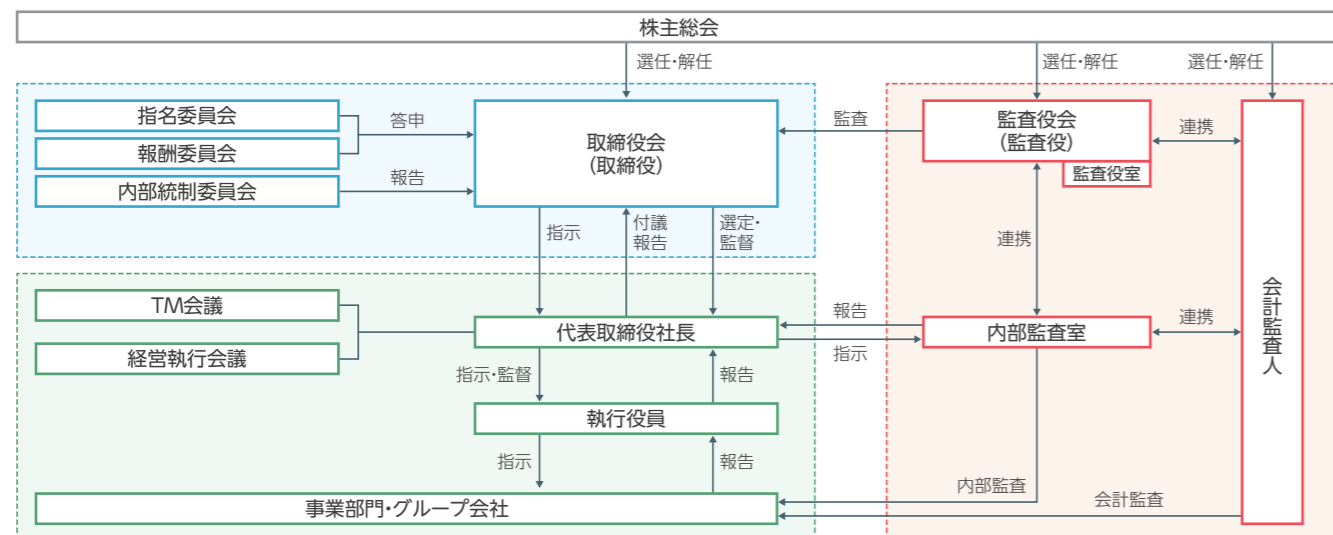 株主総会
選任・解任
選任・解任
選任・解任
指名委員会
報酬委員会
内部統制委員会
答申
報告
取締役会
(取締役)
監査
監査役会
(監査役)
監査役室
連携
指示
付議
報告
選定・
監督
連携
会計監査人
TM会議
経営執行会議
代表取締役社長
報告
指示
内部監査室
連携
指示・監督
報告
執行役員
指示
報告
事業部門・グループ会社
内部監査
会計監査